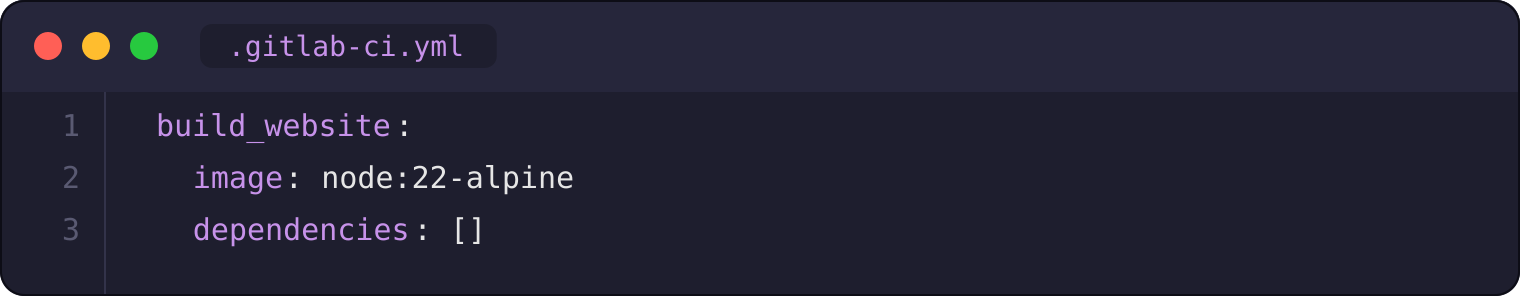 .gitlab-ci.yml
1 build_website:
2   image: node:22-alpine
3   dependencies: []